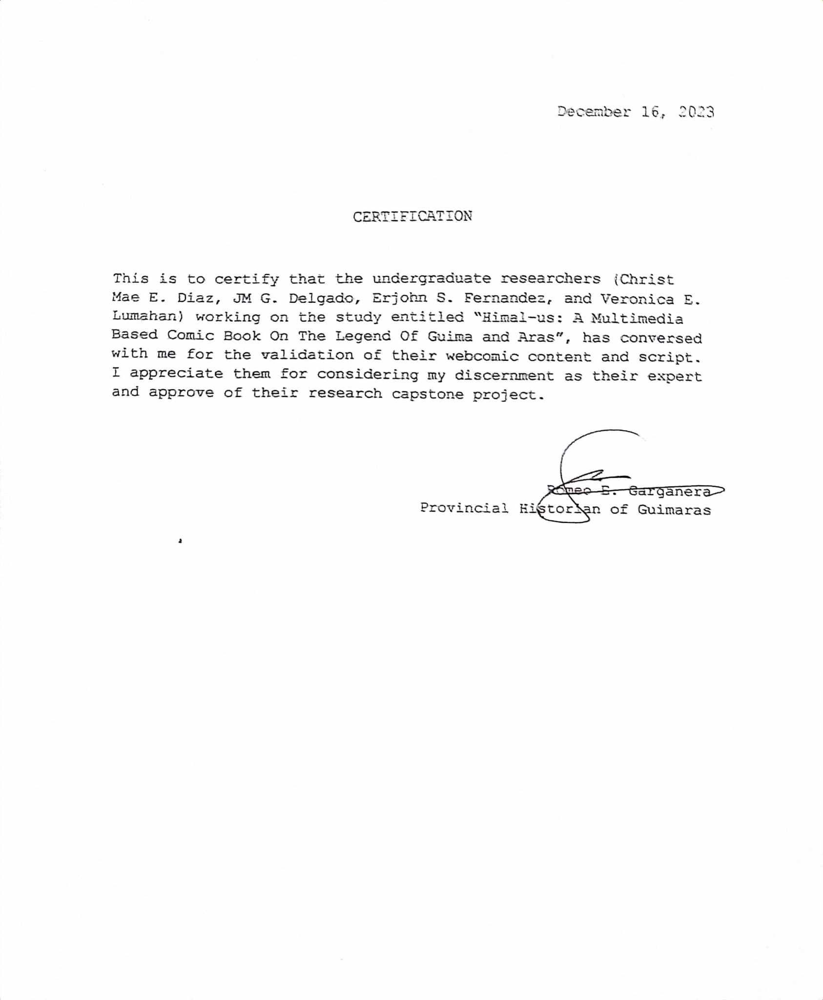 December 16, 2023
CERTIFICATION
This is to certify that the undergraduate researchers (Christ
Mae E. Diaz, JM G. Delgado, Erjohn S. Fernandez, and Veronica E.
Lumahan) working on the study entitled "Himal-us: A Multimedia
Based Comic Book On The Legend Of Guima and Aras", has conversed
with me for the validation of their webcomic content and script.
I appreciate them for considering my discernment as their expert
and approve of their research capstone project.
Romeo Garganera
Provincial Historian of Guimaras